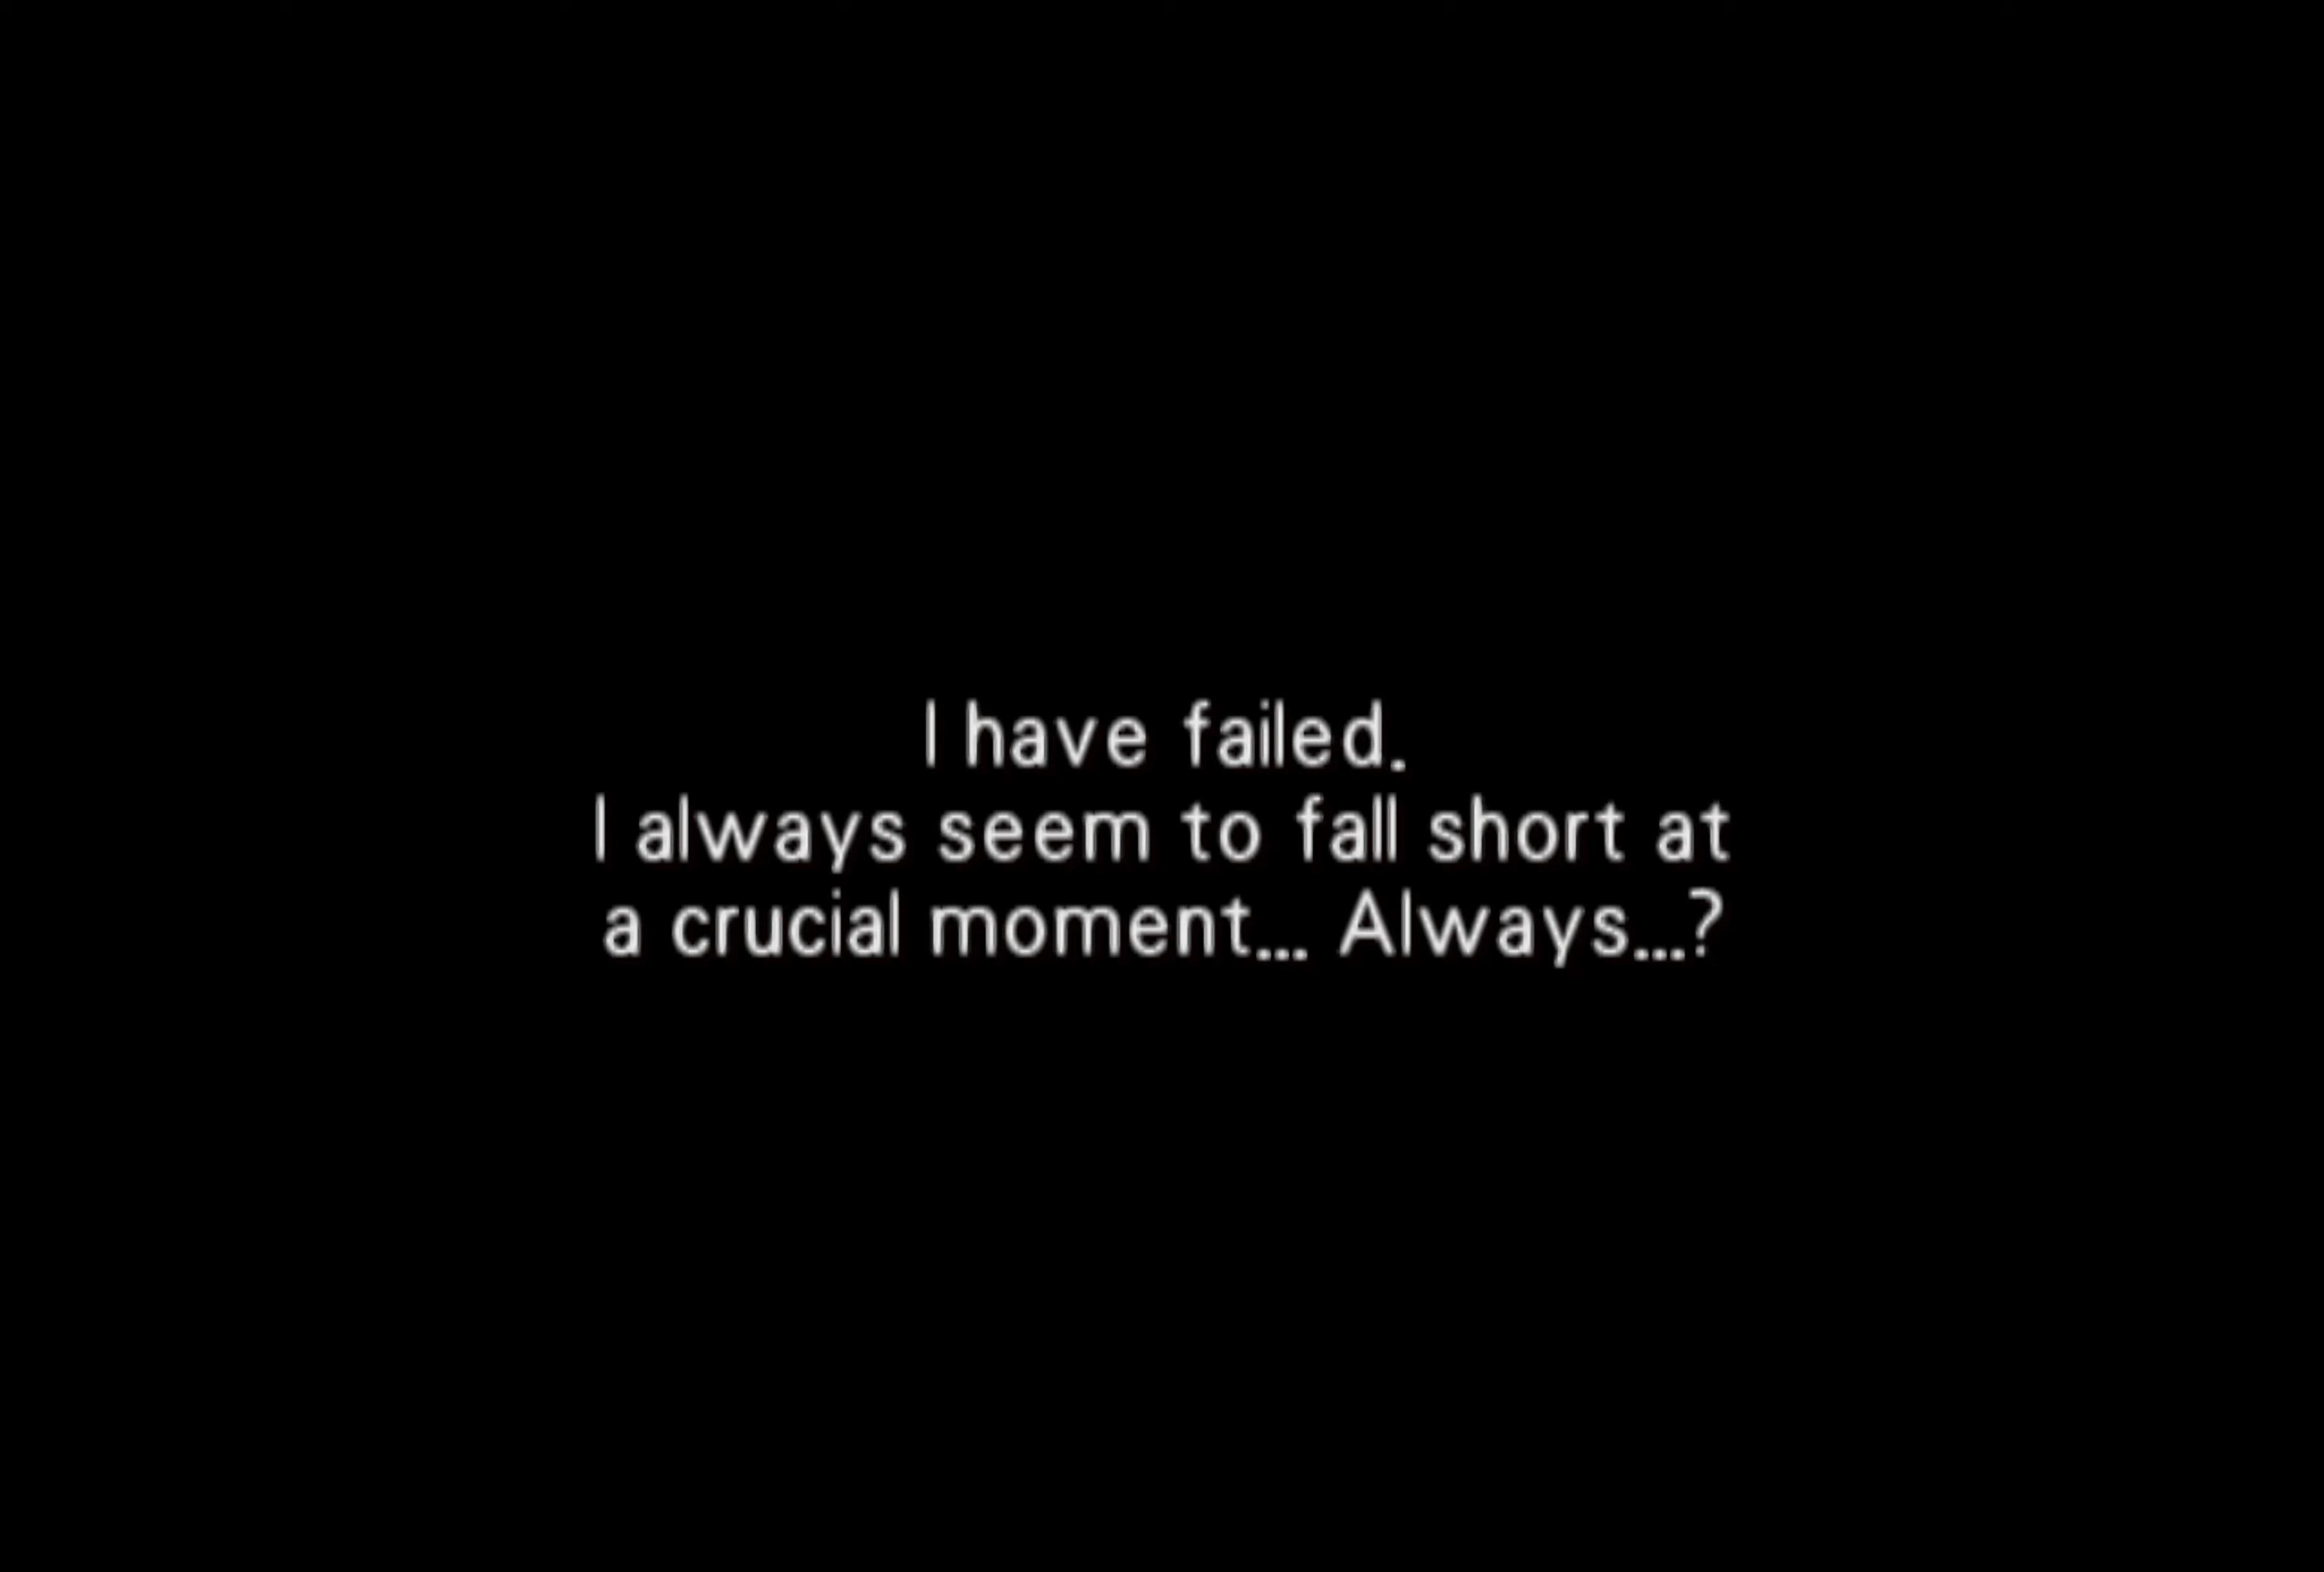 I have failed.
I always seem to fall short at
a crucial moment... Always...?